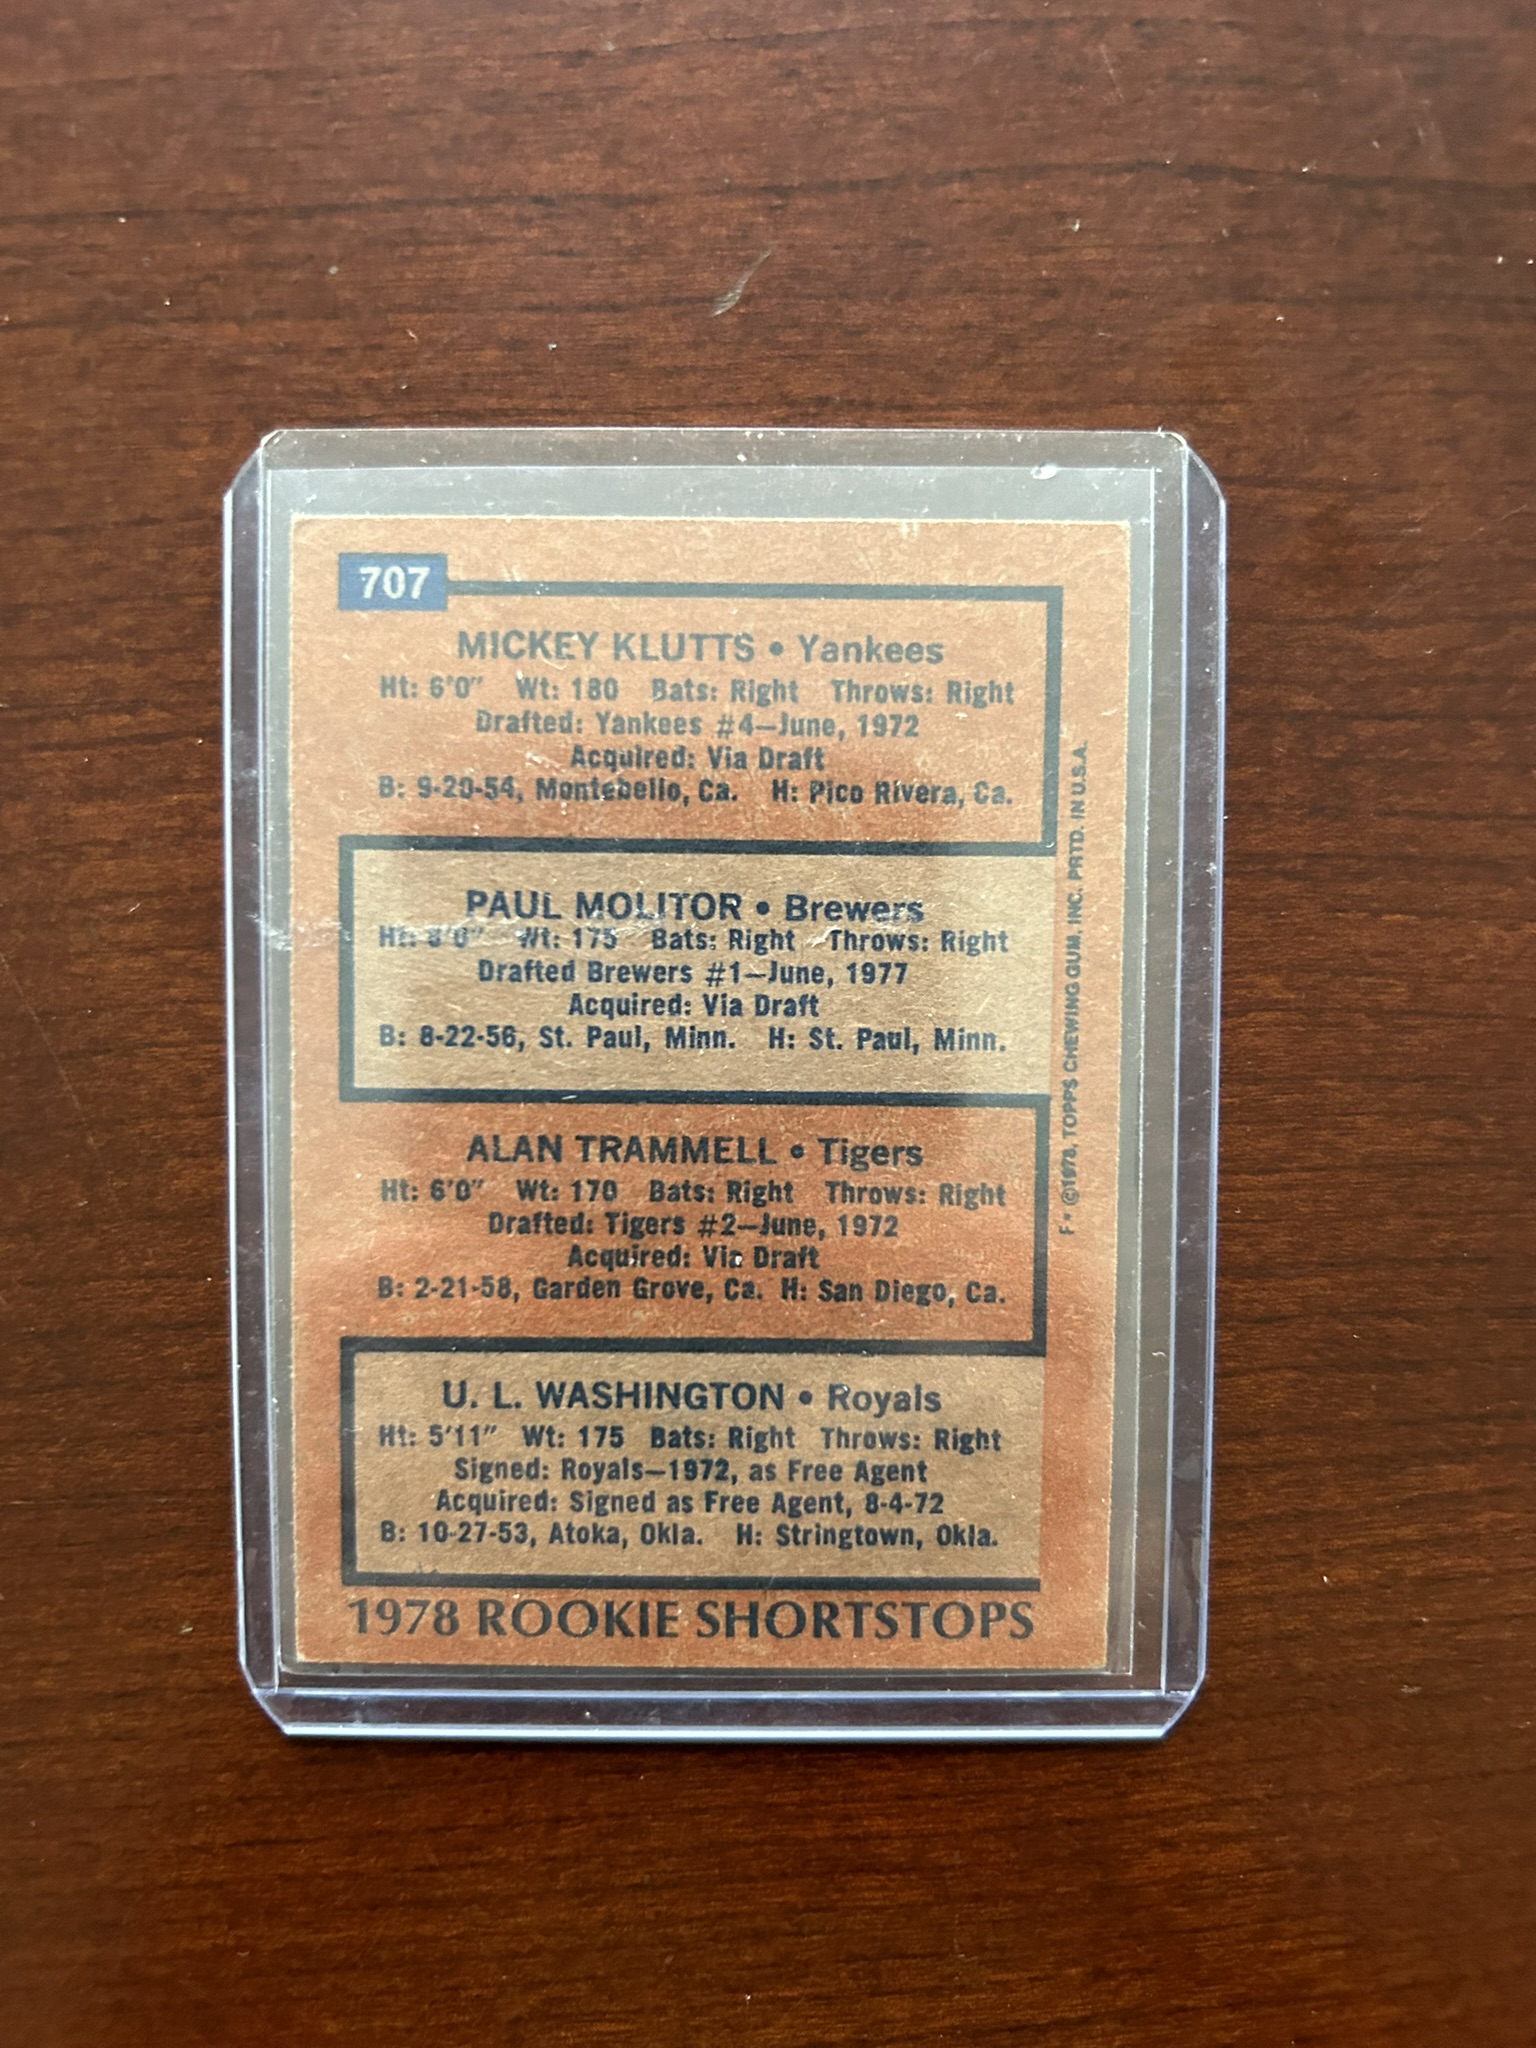 707
MICKEY KLUTTS • Yankees
Ht: 6'0" Wt: 180 Bats: Right Throws: Right
Drafted: Yankees #4—June, 1972
Acquired: Via Draft
B: 9-20-54, Montebello, Ca. H: Pico Rivera, Ca.
PAUL MOLITOR • Brewers
Ht: 6'0" Wt: 175 Bats: Right Throws: Right
Drafted Brewers #1—June, 1977
Acquired: Via Draft
B: 8-22-56, St. Paul, Minn. H: St. Paul, Minn.
ALAN TRAMMELL • Tigers
Ht: 6'0" Wt: 170 Bats: Right Throws: Right
Drafted: Tigers #2—June, 1972
Acquired: Via Draft
B: 2-21-58, Garden Grove, Ca. H: San Diego, Ca.
U. L. WASHINGTON • Royals
Ht: 5'11" Wt: 175 Bats: Right Throws: Right
Signed: Royals—1972, as Free Agent
Acquired: Signed as Free Agent, 8-4-72
B: 10-27-53, Atoka, Okla. H: Stringtown, Okla.
1978 ROOKIE SHORTSTOPS
F* ©1978, TOPPS CHEWING GUM, INC. PRTD. IN U.S.A.